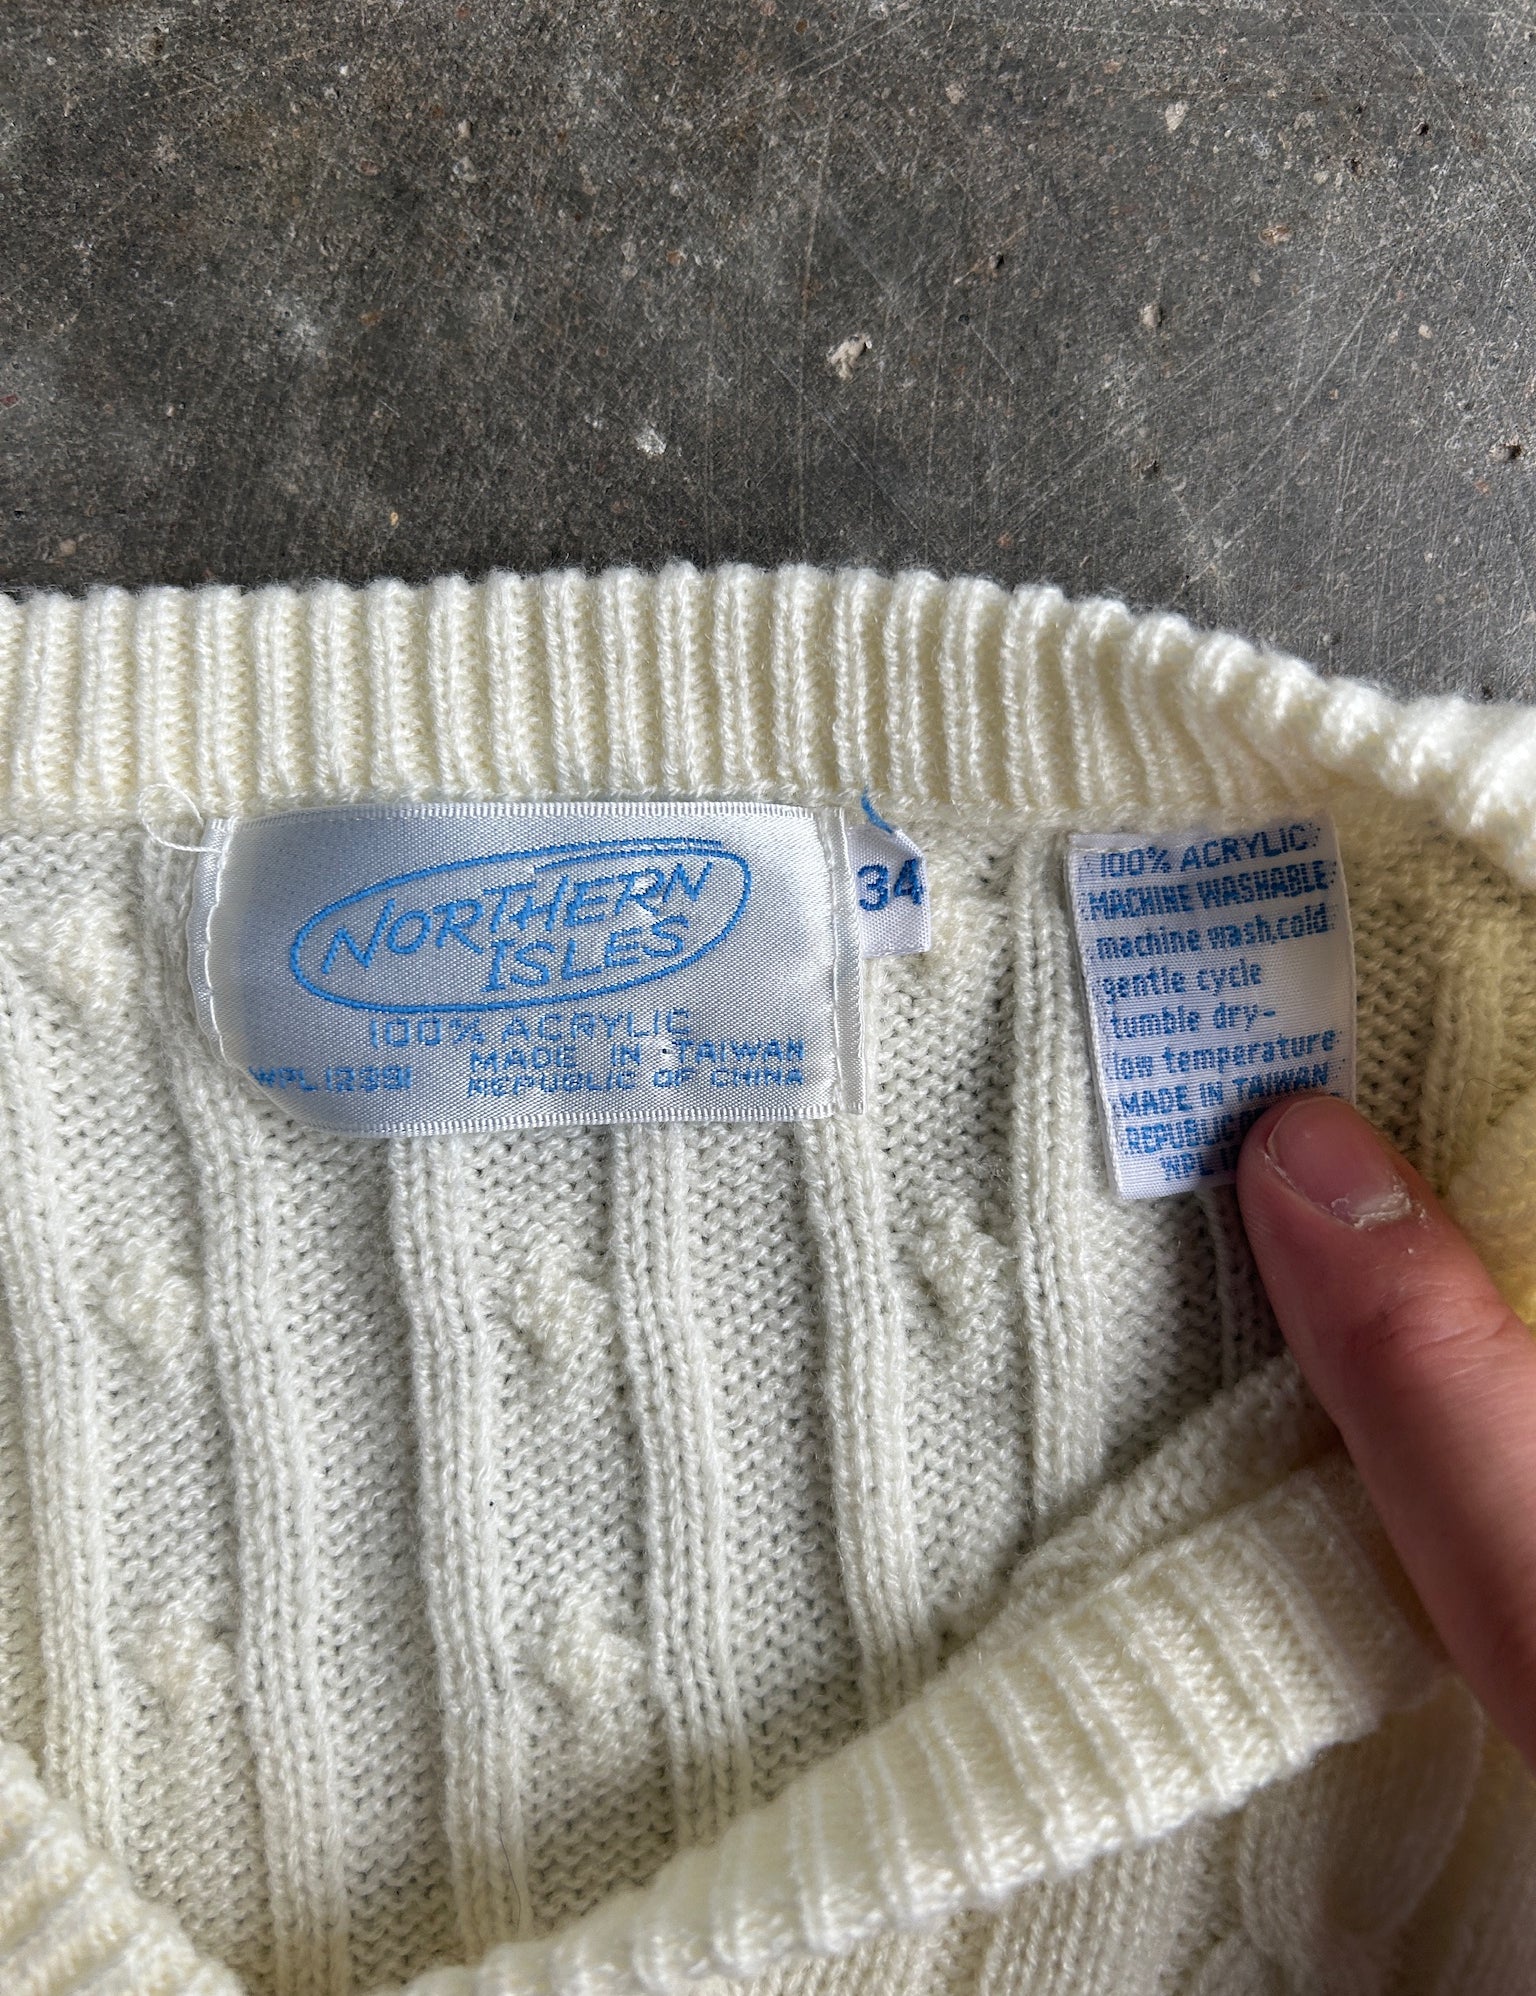 NORTHERN
ISLES
100% ACRYLIC
MADE IN TAIWAN
REPUBLIC OF CHINA
34
100% ACRYLIC
MACHINE WASHABLE
machine wash,cold
gentle cycle
tumble dry-
low temperature
MADE IN TAIWAN